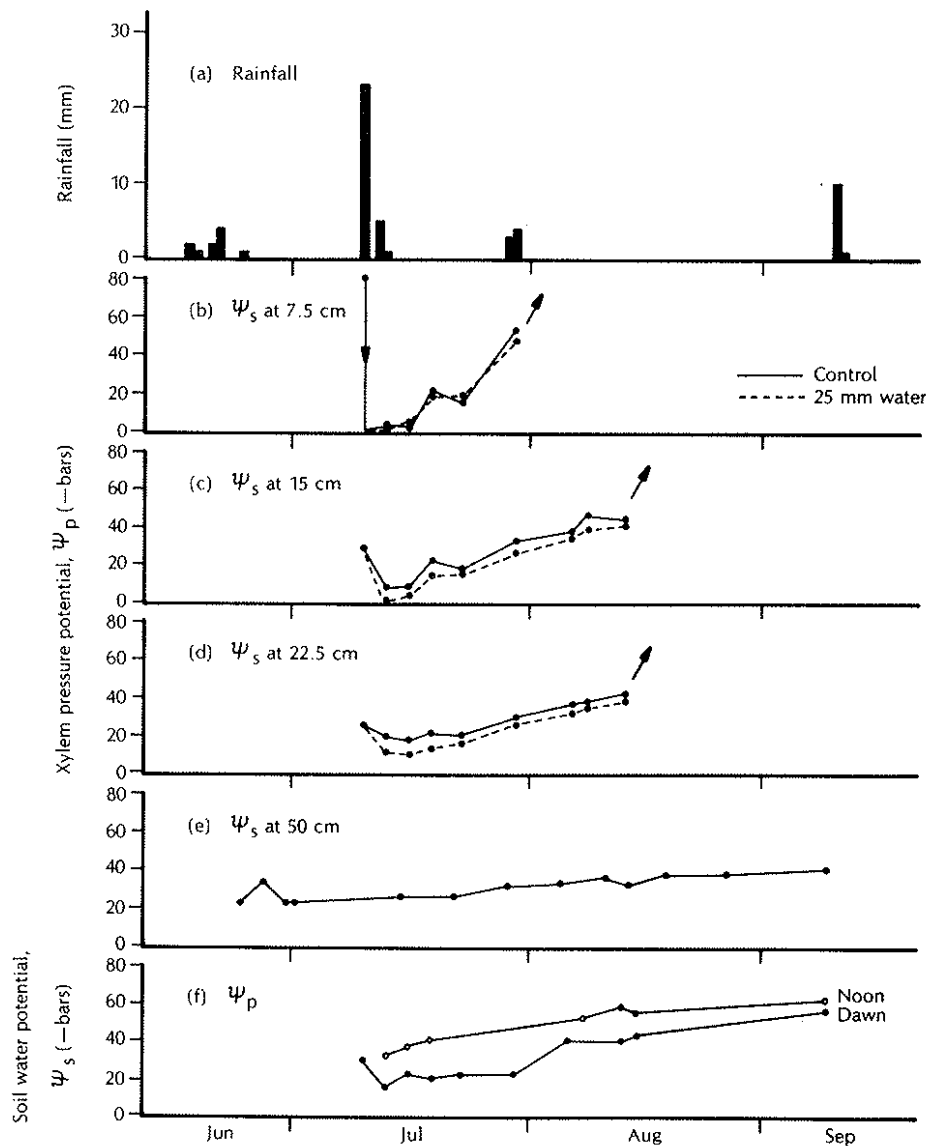 30
(a) Rainfall
20
Rainfall (mm)
10
0
80
(b) Ψs at 7.5 cm
60
40
20
0
Control
25 mm water
80
(c) Ψs at 15 cm
60
40
20
0
Xylem pressure potential, Ψp (—bars)
80
(d) Ψs at 22.5 cm
60
40
20
0
80
(e) Ψs at 50 cm
60
40
20
0
Soil water potential,
Ψs (—bars)
80
(f) Ψp
60
40
20
0
Noon
Dawn
Jun Jul Aug Sep